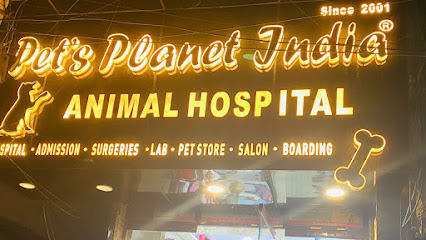 Since 2001
Pet's Planet India®
ANIMAL HOSPITAL
SPITAL • ADMISSION • SURGERIES • LAB • PET STORE • SALON • BOARDING